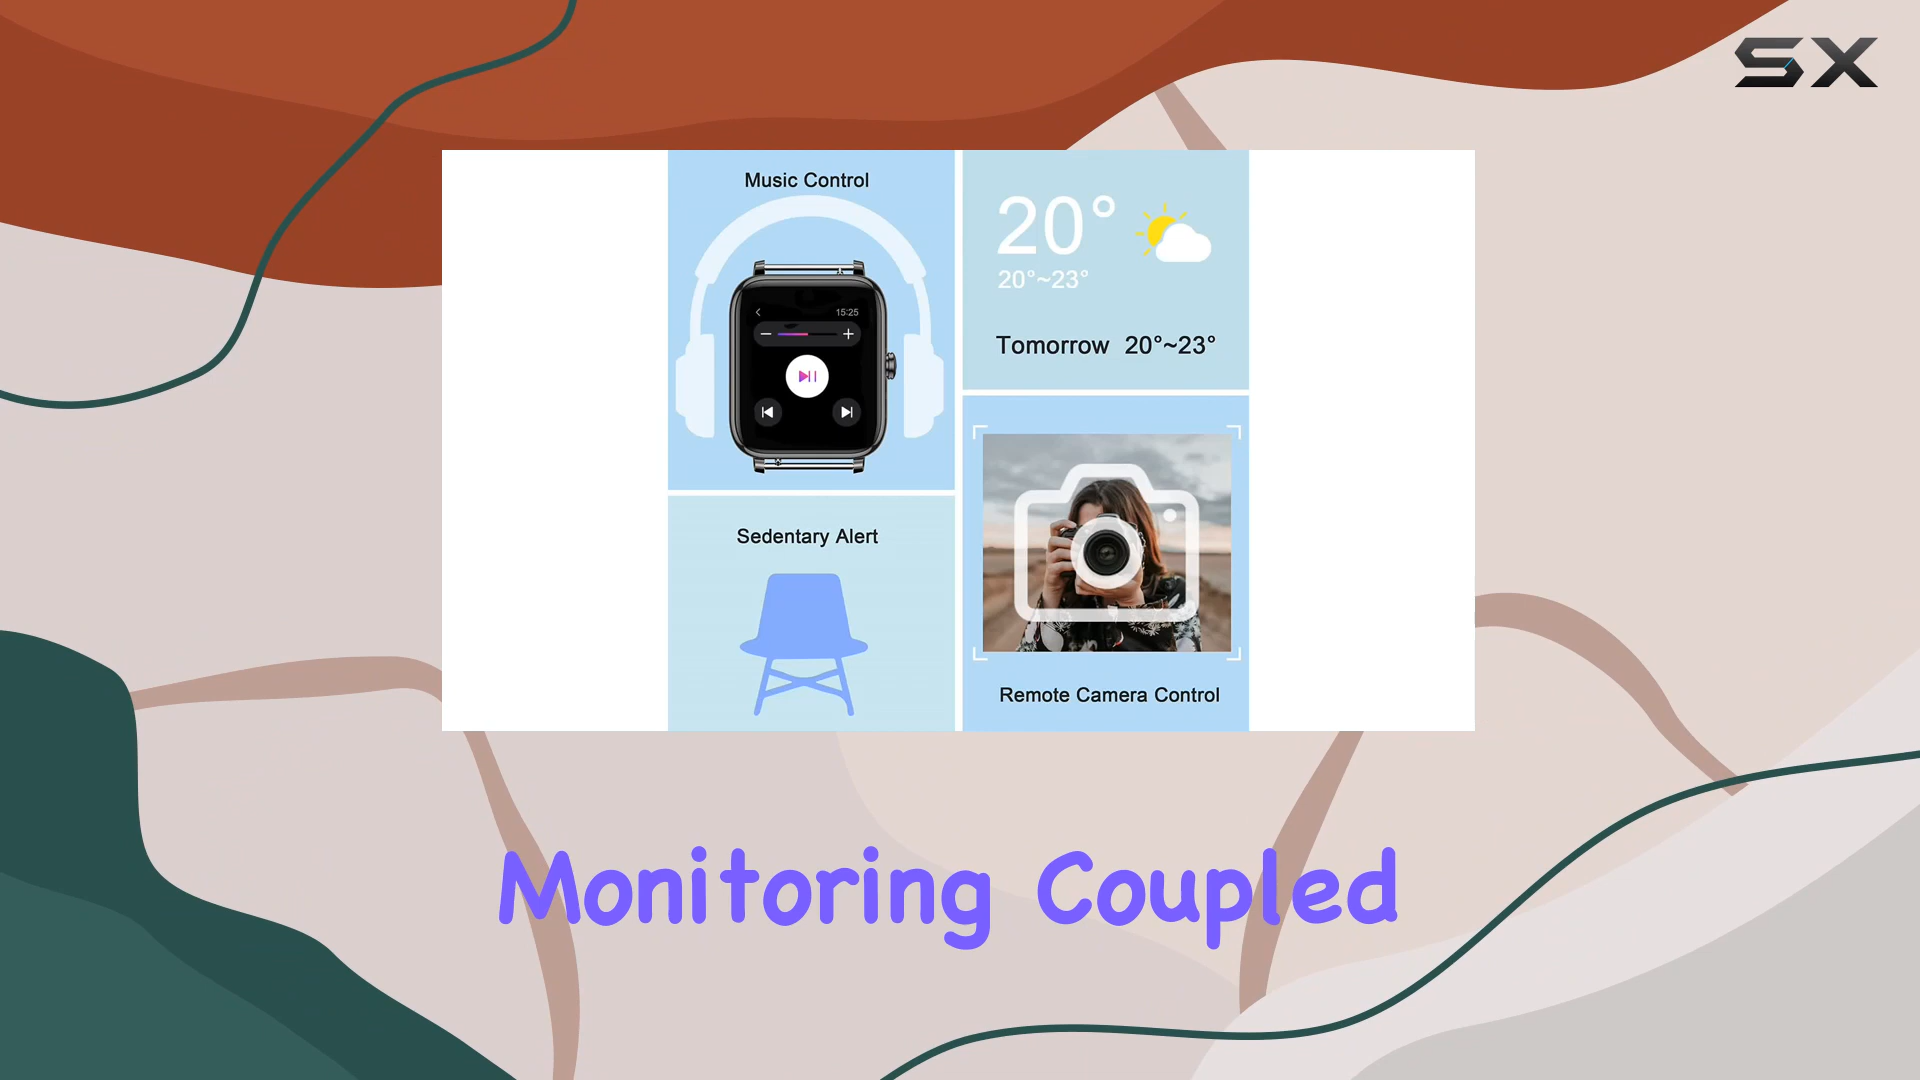 SX
Music Control
15:25
20°
20°~23°
Tomorrow 20°~23°
Sedentary Alert
Remote Camera Control
Monitoring Coupled